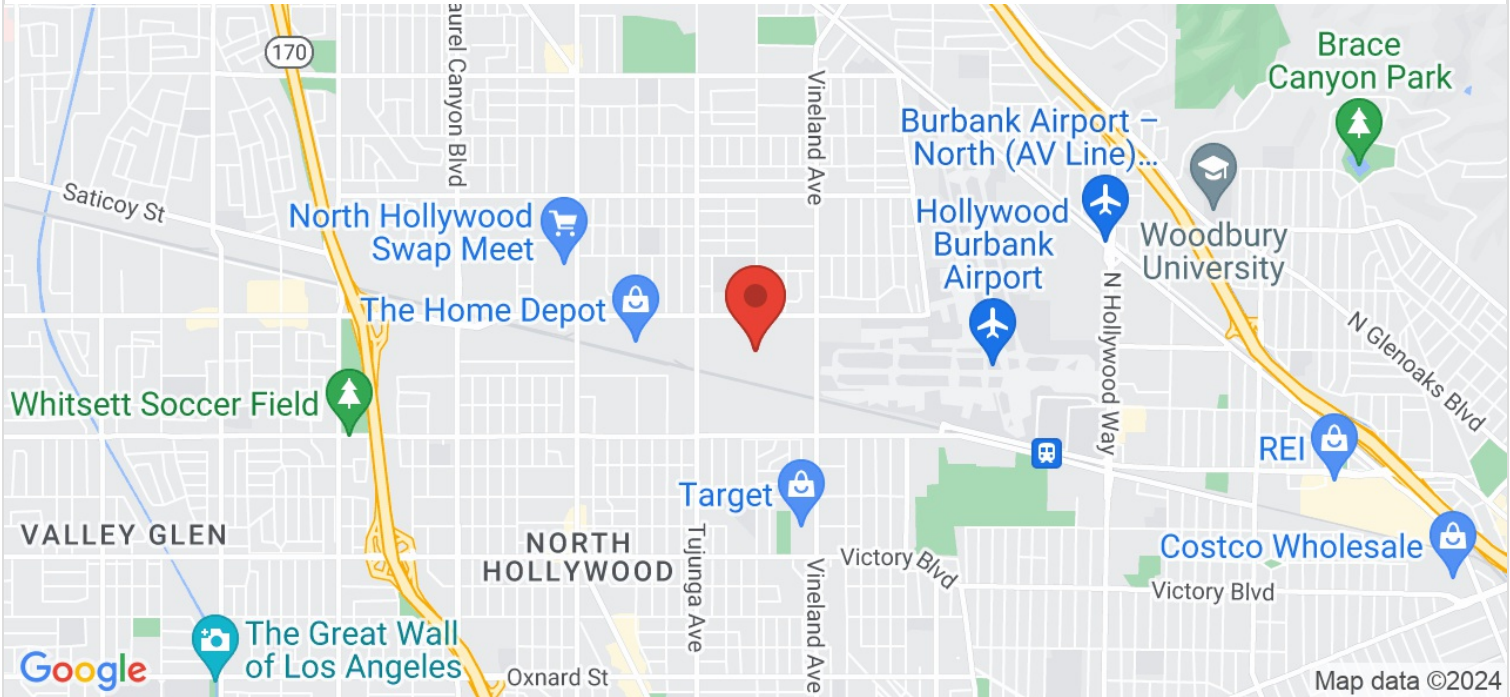 170
aurel Canyon Blvd
Vineland Ave
Brace
Canyon Park
Burbank Airport –
North (AV Line)...
Saticoy St
North Hollywood
Swap Meet
Hollywood
Burbank
Airport
Woodbury
University
The Home Depot
N Hollywood Way
N Glenoaks Blvd
Whitsett Soccer Field
REI
Target
VALLEY GLEN
NORTH
HOLLYWOOD
Tujunga Ave
Victory Blvd
Costco Wholesale
Vineland Ave
Victory Blvd
The Great Wall
of Los Angeles
Google
Oxnard St
Map data ©2024